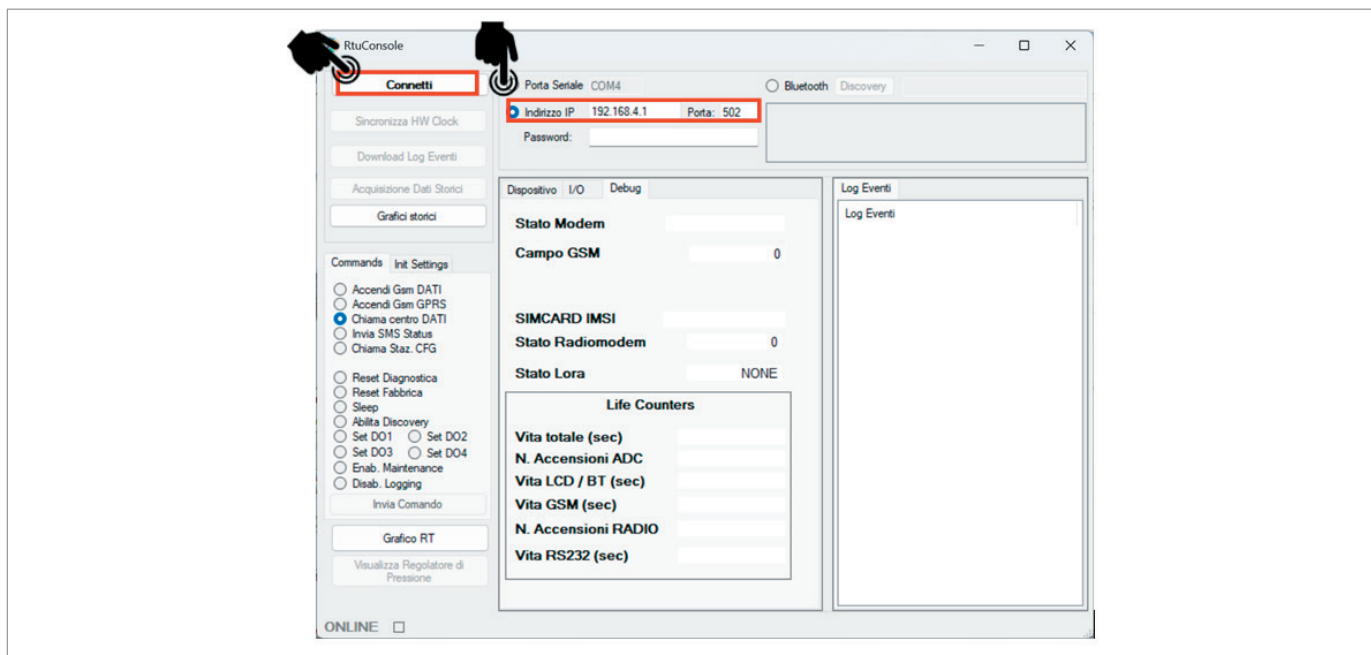 RtuConsole
Connetti
Porta Seriale COM4
Bluetooth Discovery
Indirizzo IP 192.168.4.1 Porta: 502
Sincronizza HW Clock
Password:
Download Log Eventi
Acquisizione Dati Storici
Grafici storici
Dispositivo I/O Debug
Stato Modem
Campo GSM 0
SIMCARD IMSI
Stato Radiomodem 0
Stato Lora NONE
Life Counters
Vita totale (sec)
N. Accensioni ADC
Vita LCD / BT (sec)
Vita GSM (sec)
N. Accensioni RADIO
Vita RS232 (sec)
Log Eventi
Log Eventi
Commands Init Settings
Accendi Gsm DATI
Accendi Gsm GPRS
Chiama centro DATI
Invia SMS Status
Chiama Staz. CFG
Reset Diagnostica
Reset Fabbrica
Sleep
Abilita Discovery
Set DO1 Set DO2
Set DO3 Set DO4
Enab. Maintenance
Disab. Logging
Invia Comando
Grafico RT
Visualizza Regolatore di
Pressione
ONLINE